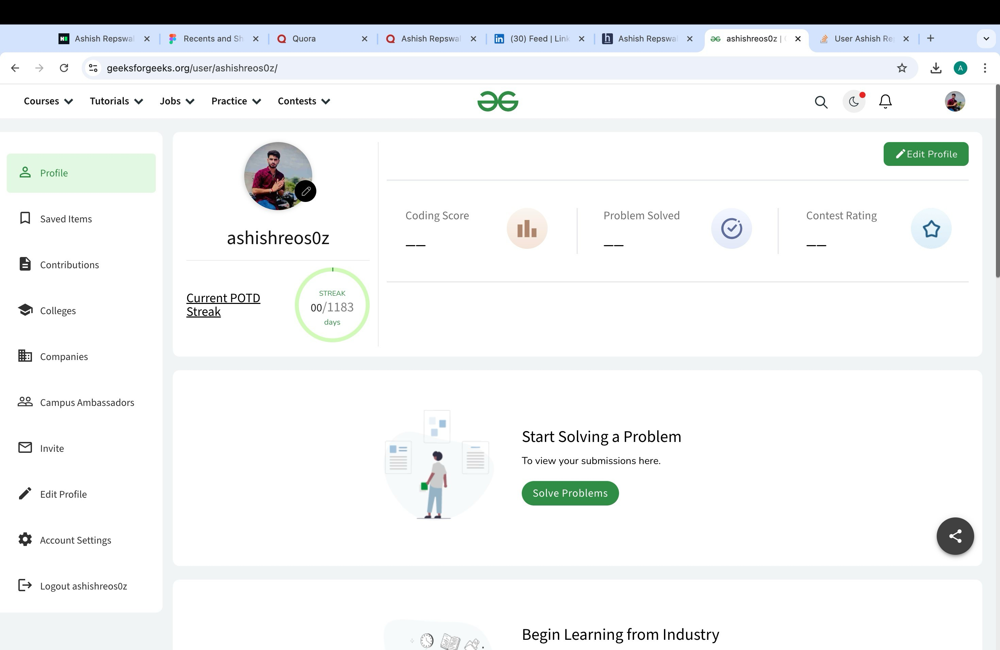 Ashish Repswal
Recents and Sh
Quora
Ashish Repswal
(30) Feed | Link
Ashish Repswal
ashishreos0z |
User Ashish Rep
geeksforgeeks.org/user/ashishreos0z/
A
Courses
Tutorials
Jobs
Practice
Contests
Profile
Saved Items
Contributions
Colleges
Companies
Campus Ambassadors
Invite
Edit Profile
Account Settings
Logout ashishreos0z
ashishreos0z
Current POTD
Streak
STREAK
00/1183
days
Edit Profile
Coding Score
__
Problem Solved
__
Contest Rating
__
Start Solving a Problem
To view your submissions here.
Solve Problems
Begin Learning from Industry